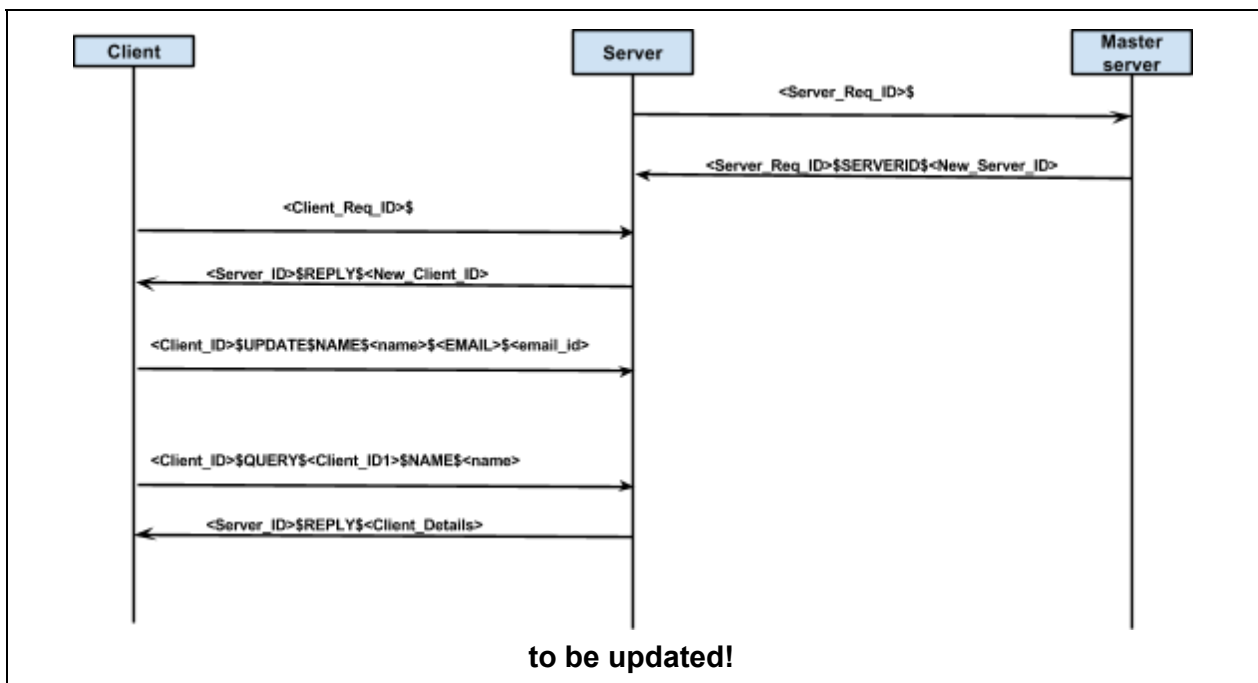 Client
Server
Master
server
<Server_Req_ID>$
<Server_Req_ID>$SERVERID$<New_Server_ID>
<Client_Req_ID>$
<Server_ID>$REPLY$<New_Client_ID>
<Client_ID>$UPDATE$NAME$<name>$<EMAIL>$<email_id>
<Client_ID>$QUERY$<Client_ID1>$NAME$<name>
<Server_ID>$REPLY$<Client_Details>
to be updated!